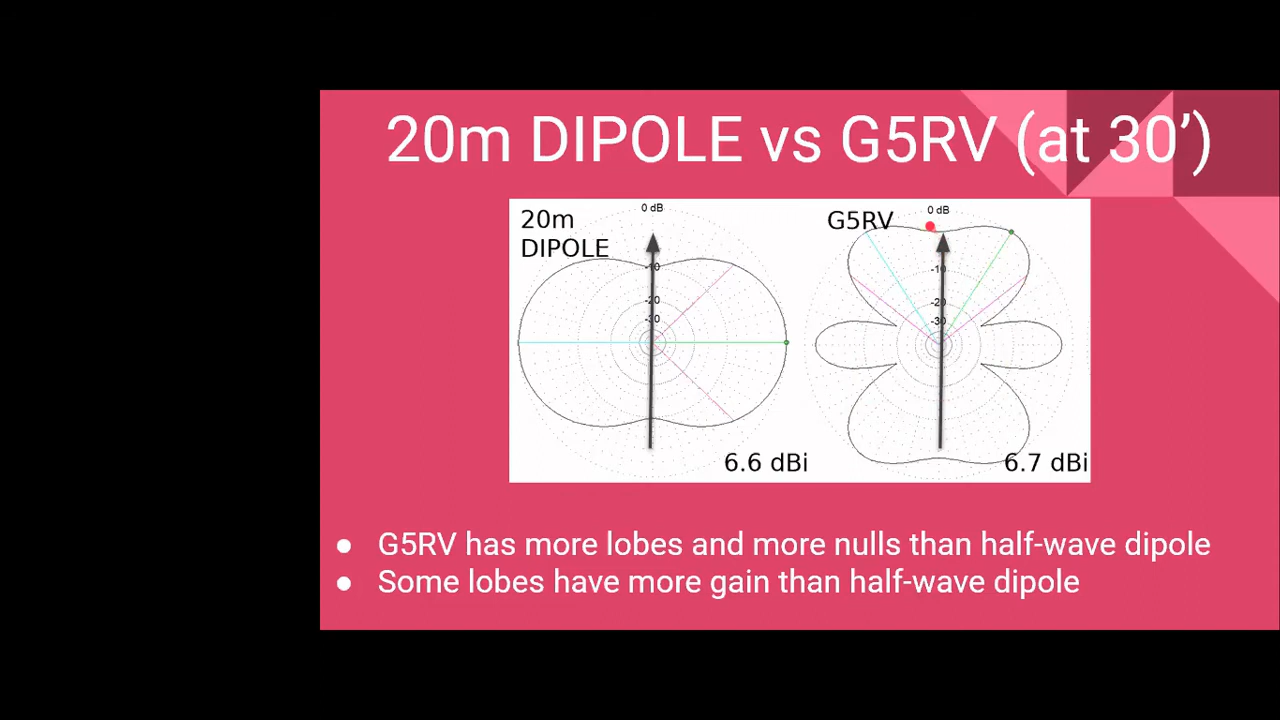 20m DIPOLE vs G5RV (at 30’)
20m
DIPOLE
0 dB
-10
-20
-30
6.6 dBi
G5RV
0 dB
-10
-20
-30
6.7 dBi
● G5RV has more lobes and more nulls than half-wave dipole
● Some lobes have more gain than half-wave dipole